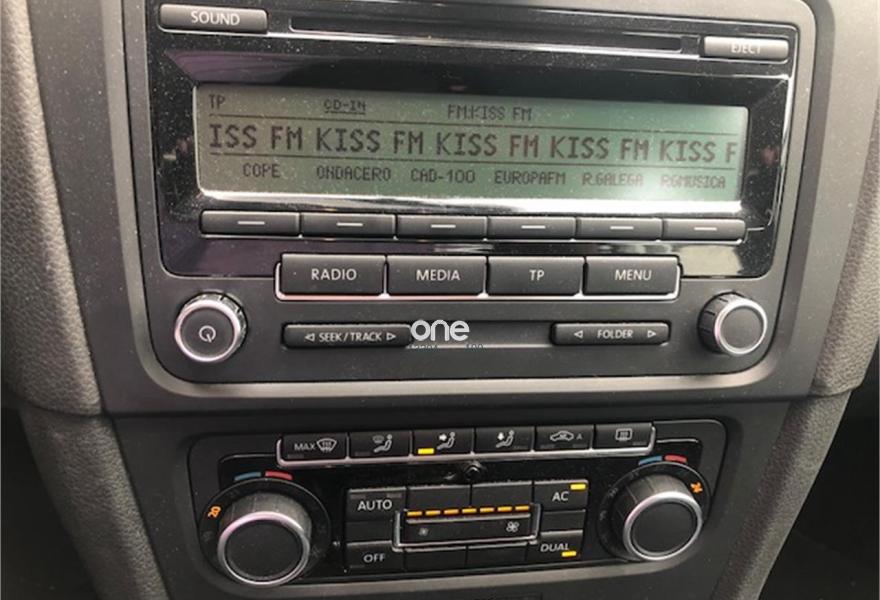 SOUND
EJECT
TP CD-IN FM:KISS FM
ISS FM KISS FM KISS FM KISS FM KISS F
COPE ONDACERO CAD-100 EUROPAFM R.GALEGA RGMUSICA
RADIO MEDIA TP MENU
SEEK/TRACK
one
FOLDER
MAX
A
AUTO
AC
OFF
DUAL